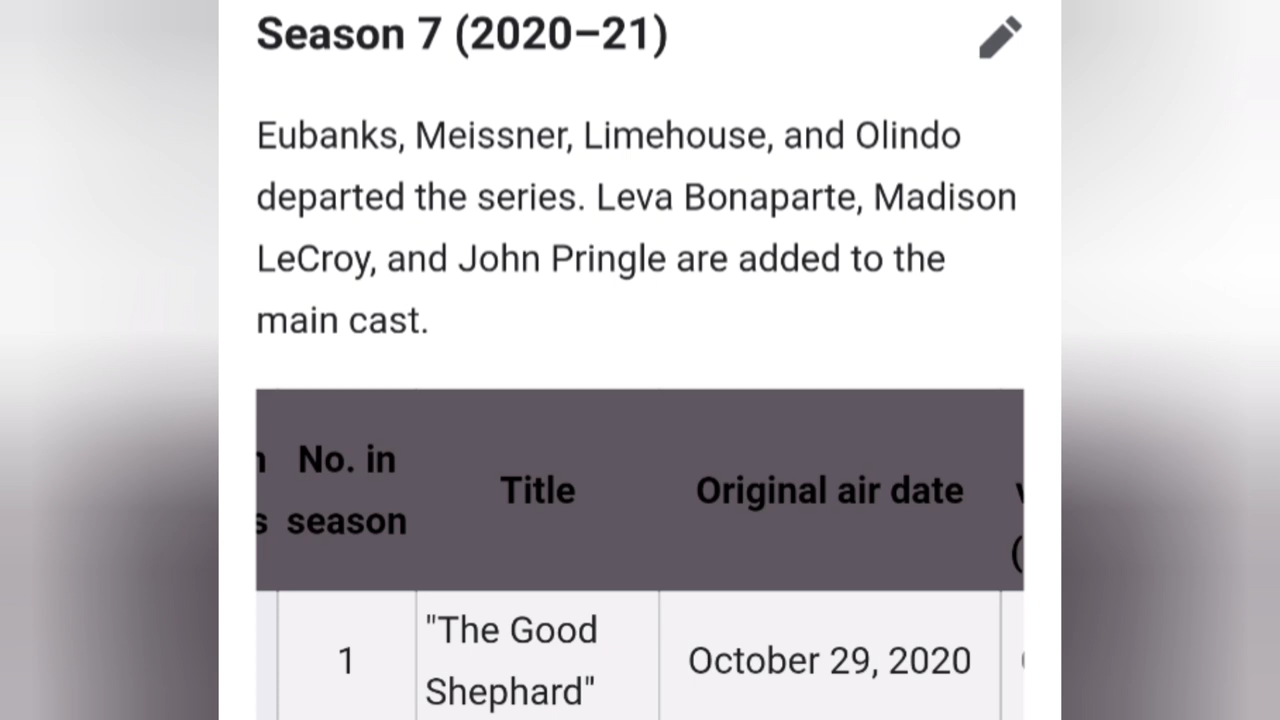 Season 7 (2020–21)
Eubanks, Meissner, Limehouse, and Olindo
departed the series. Leva Bonaparte, Madison
LeCroy, and John Pringle are added to the
main cast.
No. in
season
Title
Original air date
1
"The Good
Shephard"
October 29, 2020